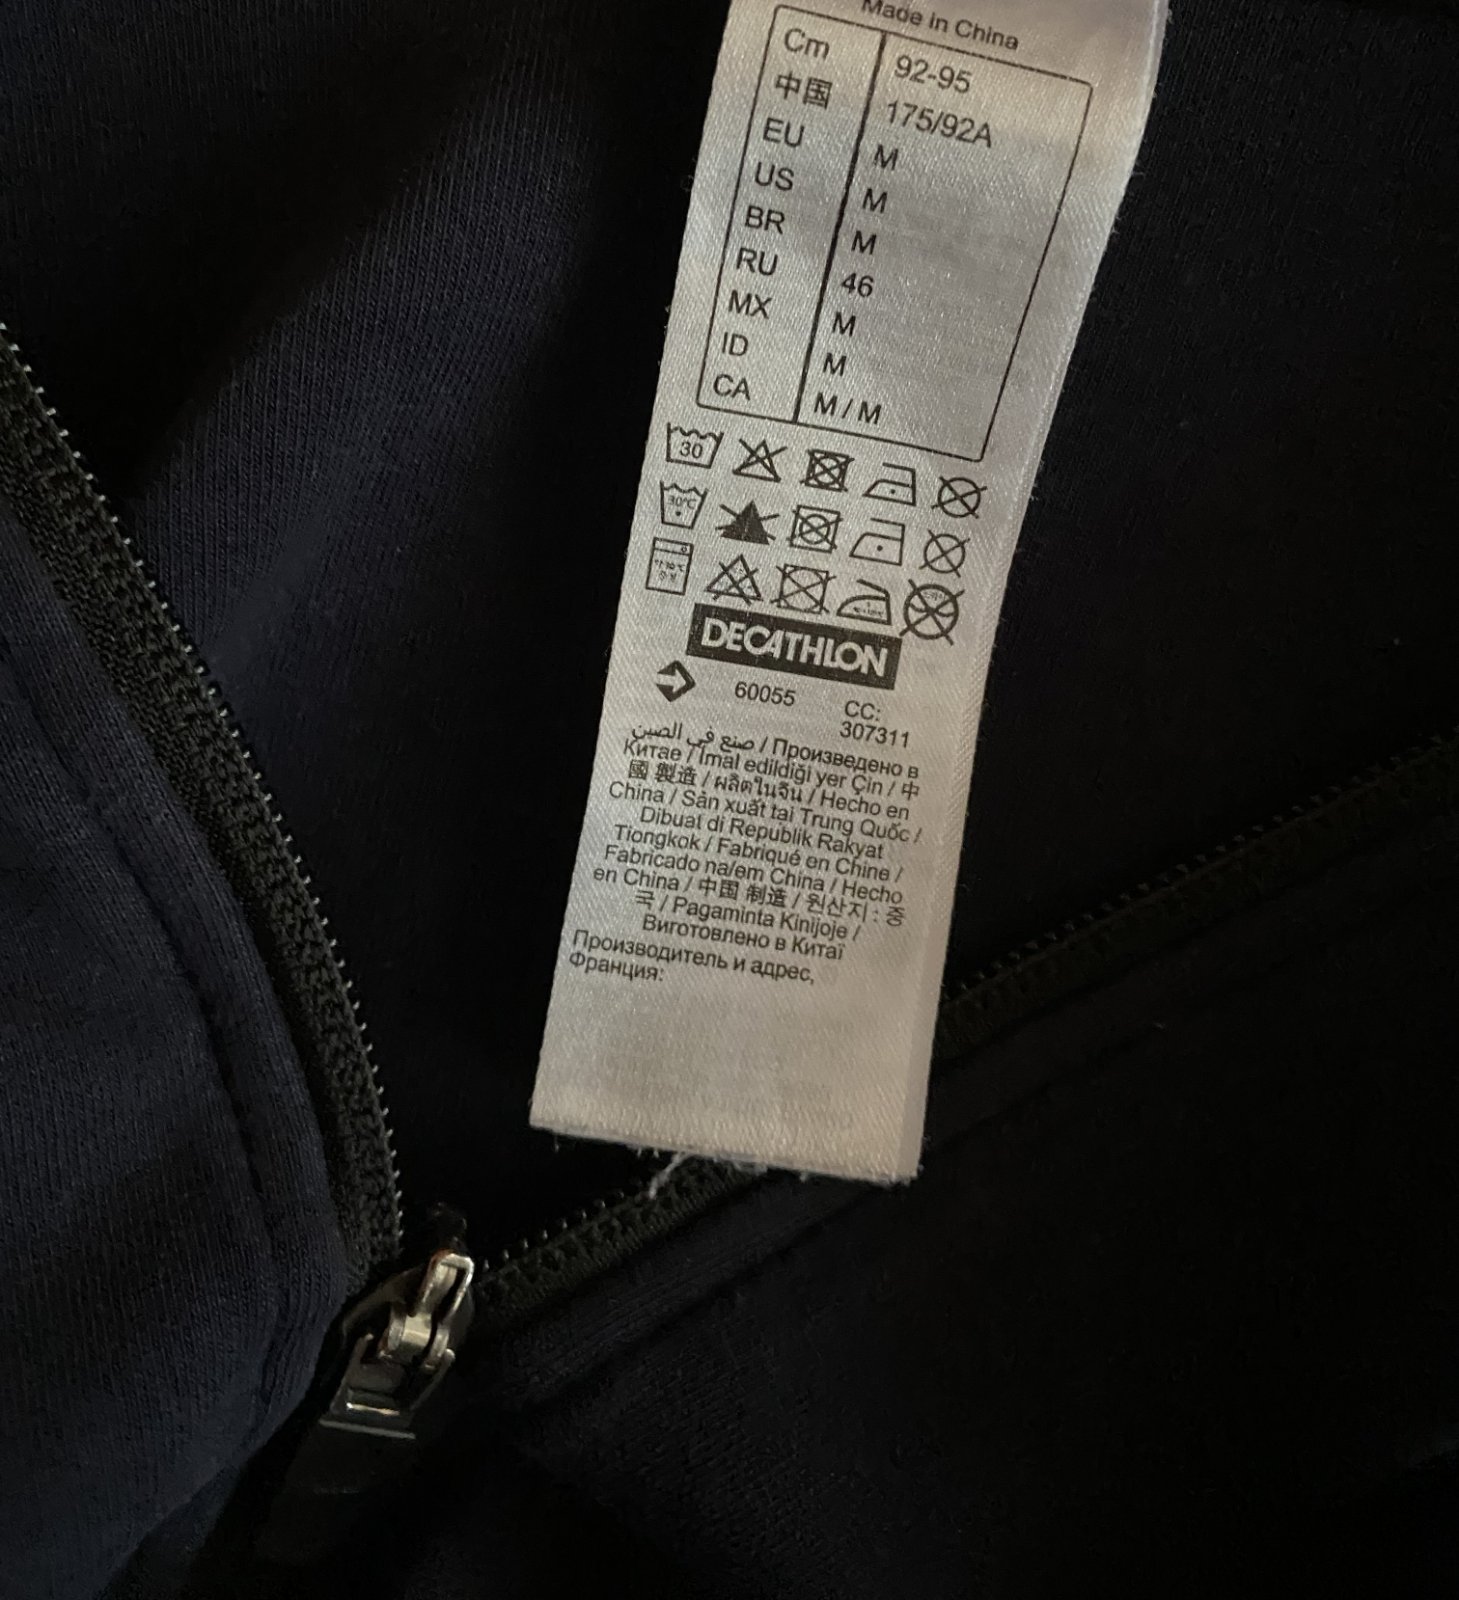 Made in China
Cm 92-95
中国 175/92A
EU M
US M
BR M
RU 46
MX M
ID M
CA M / M
30
30°C
DECATHLON
60055 CC:
307311
صنع في الصين / Произведено в
Китае / İmal edildiği yer Çin / 中
國 製造 / ผลิตในจีน / Hecho en
China / Sản xuất tai Trung Quốc /
Dibuat di Republik Rakyat
Tiongkok / Fabriqué en Chine /
Fabricado na/em China / Hecho
en China / 中国 制造 / 원산지 : 중
국 / Pagaminta Kinijoje /
Виготовлено в Китаї
Производитель и адрес,
Франция: